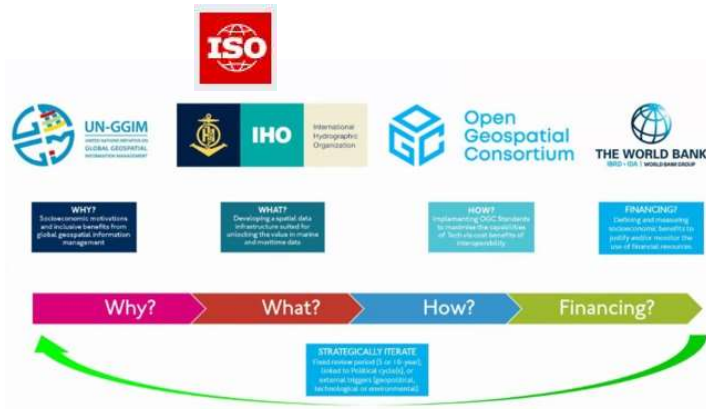 ISO
UN-GGIM
UNITED NATIONS INITIATIVE ON
GLOBAL GEOSPATIAL
INFORMATION MANAGEMENT
IHO
International
Hydrographic
Organization
OGC
Open
Geospatial
Consortium
THE WORLD BANK
IBRD • IDA | WORLD BANK GROUP
WHY?
Socioeconomic motivations
and inclusive benefits from
global geospatial information
management
WHAT?
Developing a spatial data
infrastructure suited for
unlocking the value in marine
and maritime data
HOW?
Implementing OGC Standards
to maximise the capabilities
of Tech via cost benefits of
interoperability
FINANCING?
Defining and measuring
socioeconomic benefits to
justify and/or monitor the
use of financial resources
Why?
What?
How?
Financing?
STRATEGICALLY ITERATE
Fixed review period (5 or 10-year),
linked to Political cycle(s), or
external triggers (geopolitical,
technological or environmental)